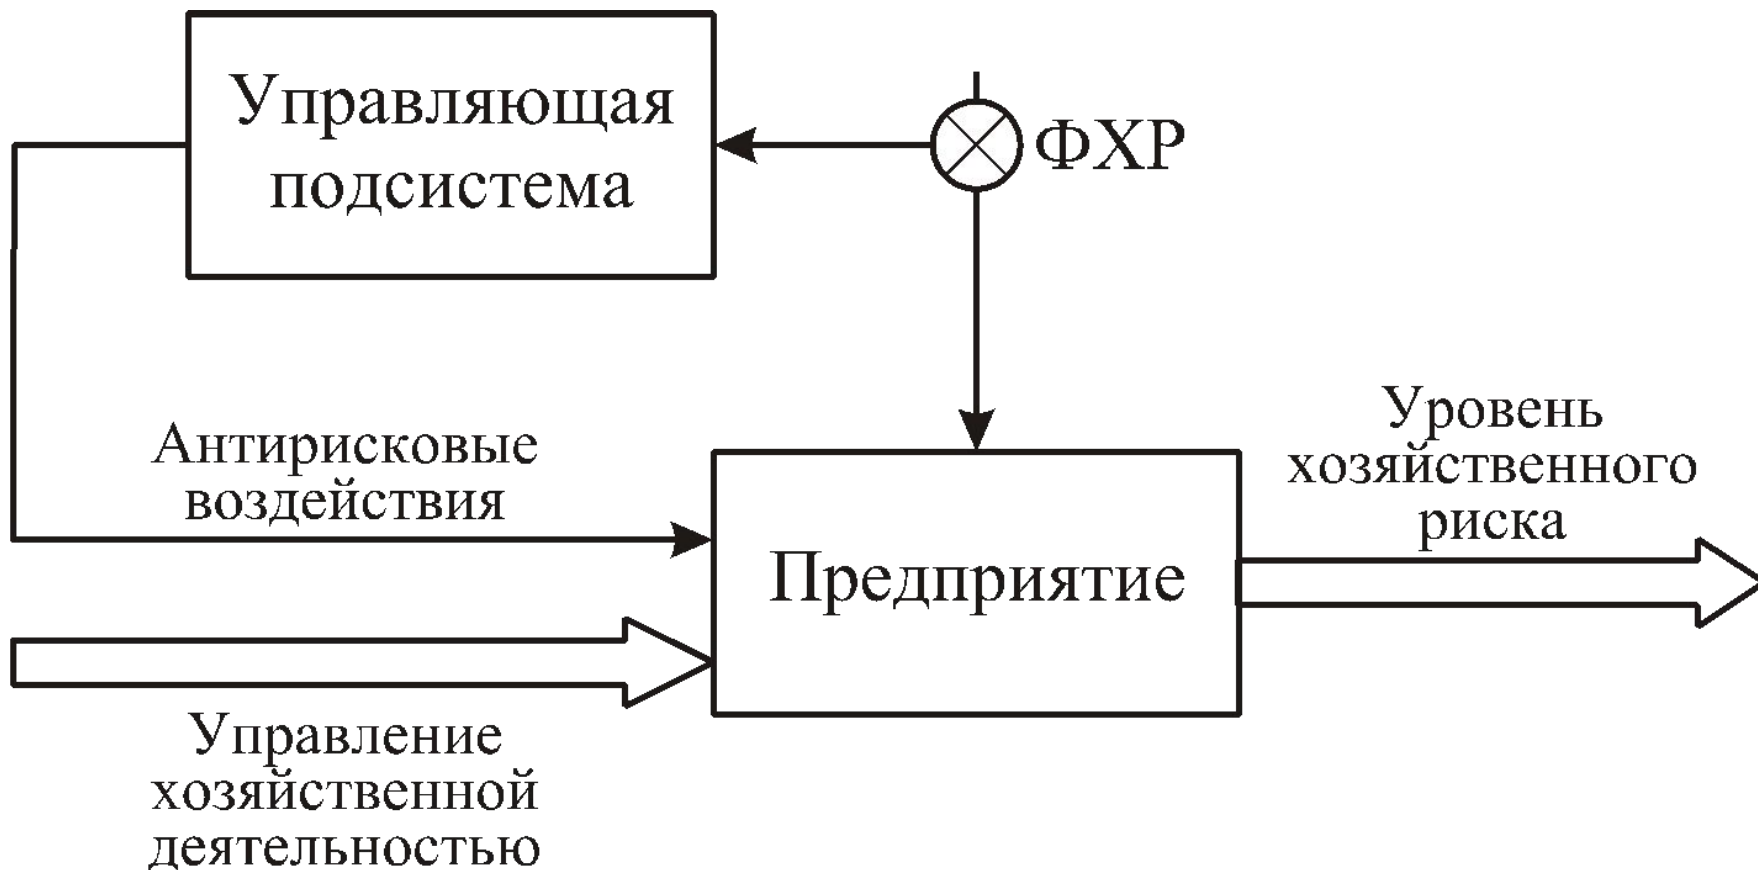 Управляющая
подсистема
ФХР
Антирисковые
воздействия
Уровень
хозяйственного
риска
Предприятие
Управление
хозяйственной
деятельностью